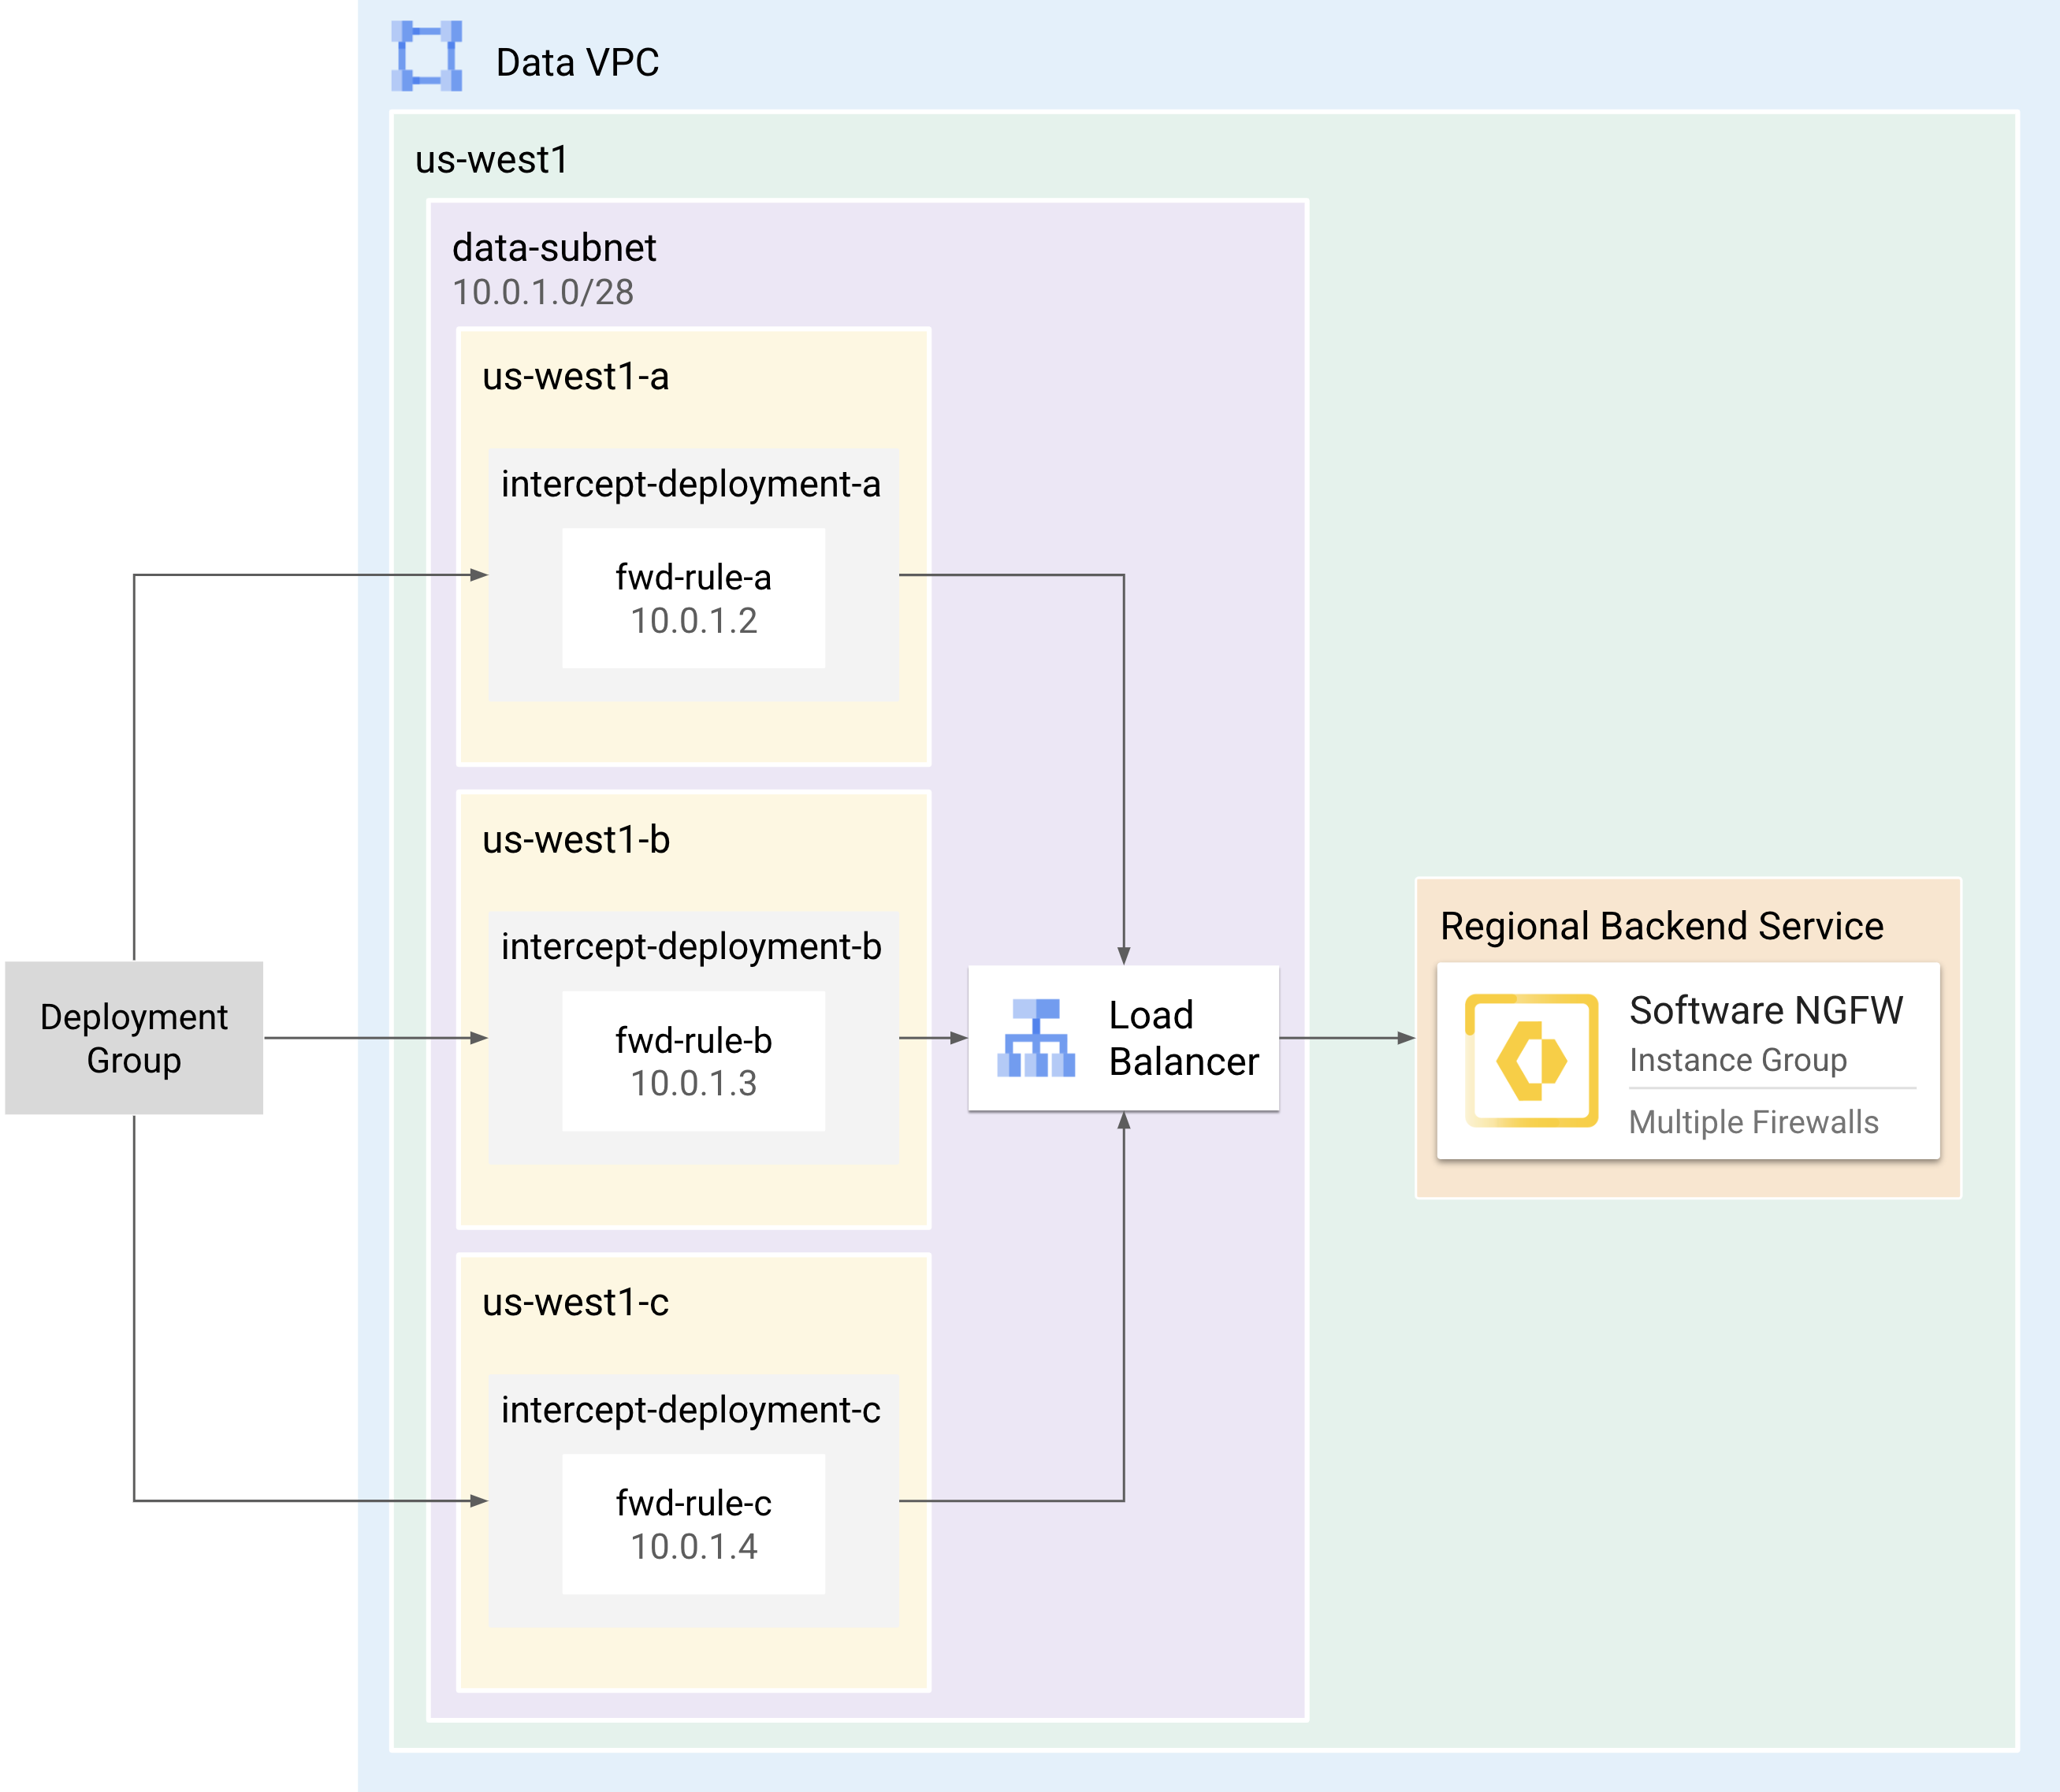 Data VPC
us-west1
data-subnet
10.0.1.0/28
us-west1-a
intercept-deployment-a
fwd-rule-a
10.0.1.2
us-west1-b
intercept-deployment-b
fwd-rule-b
10.0.1.3
us-west1-c
intercept-deployment-c
fwd-rule-c
10.0.1.4
Deployment
Group
Load
Balancer
Regional Backend Service
Software NGFW
Instance Group
Multiple Firewalls